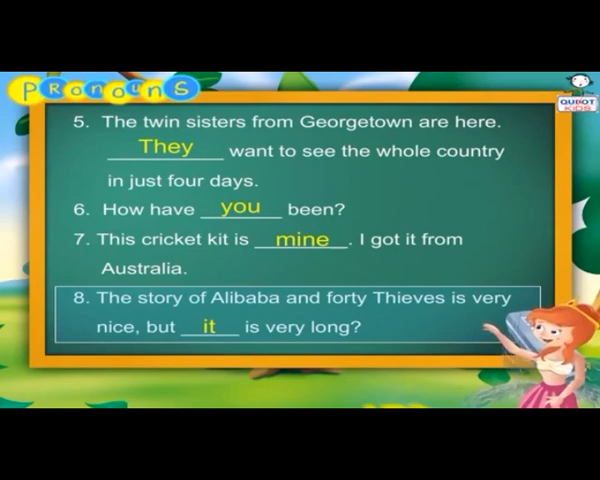 PRONOUNS
QUIXOT
KIDS
5. The twin sisters from Georgetown are here.
They want to see the whole country
in just four days.
6. How have you been?
7. This cricket kit is mine. I got it from
Australia.
8. The story of Alibaba and forty Thieves is very
nice, but it is very long?